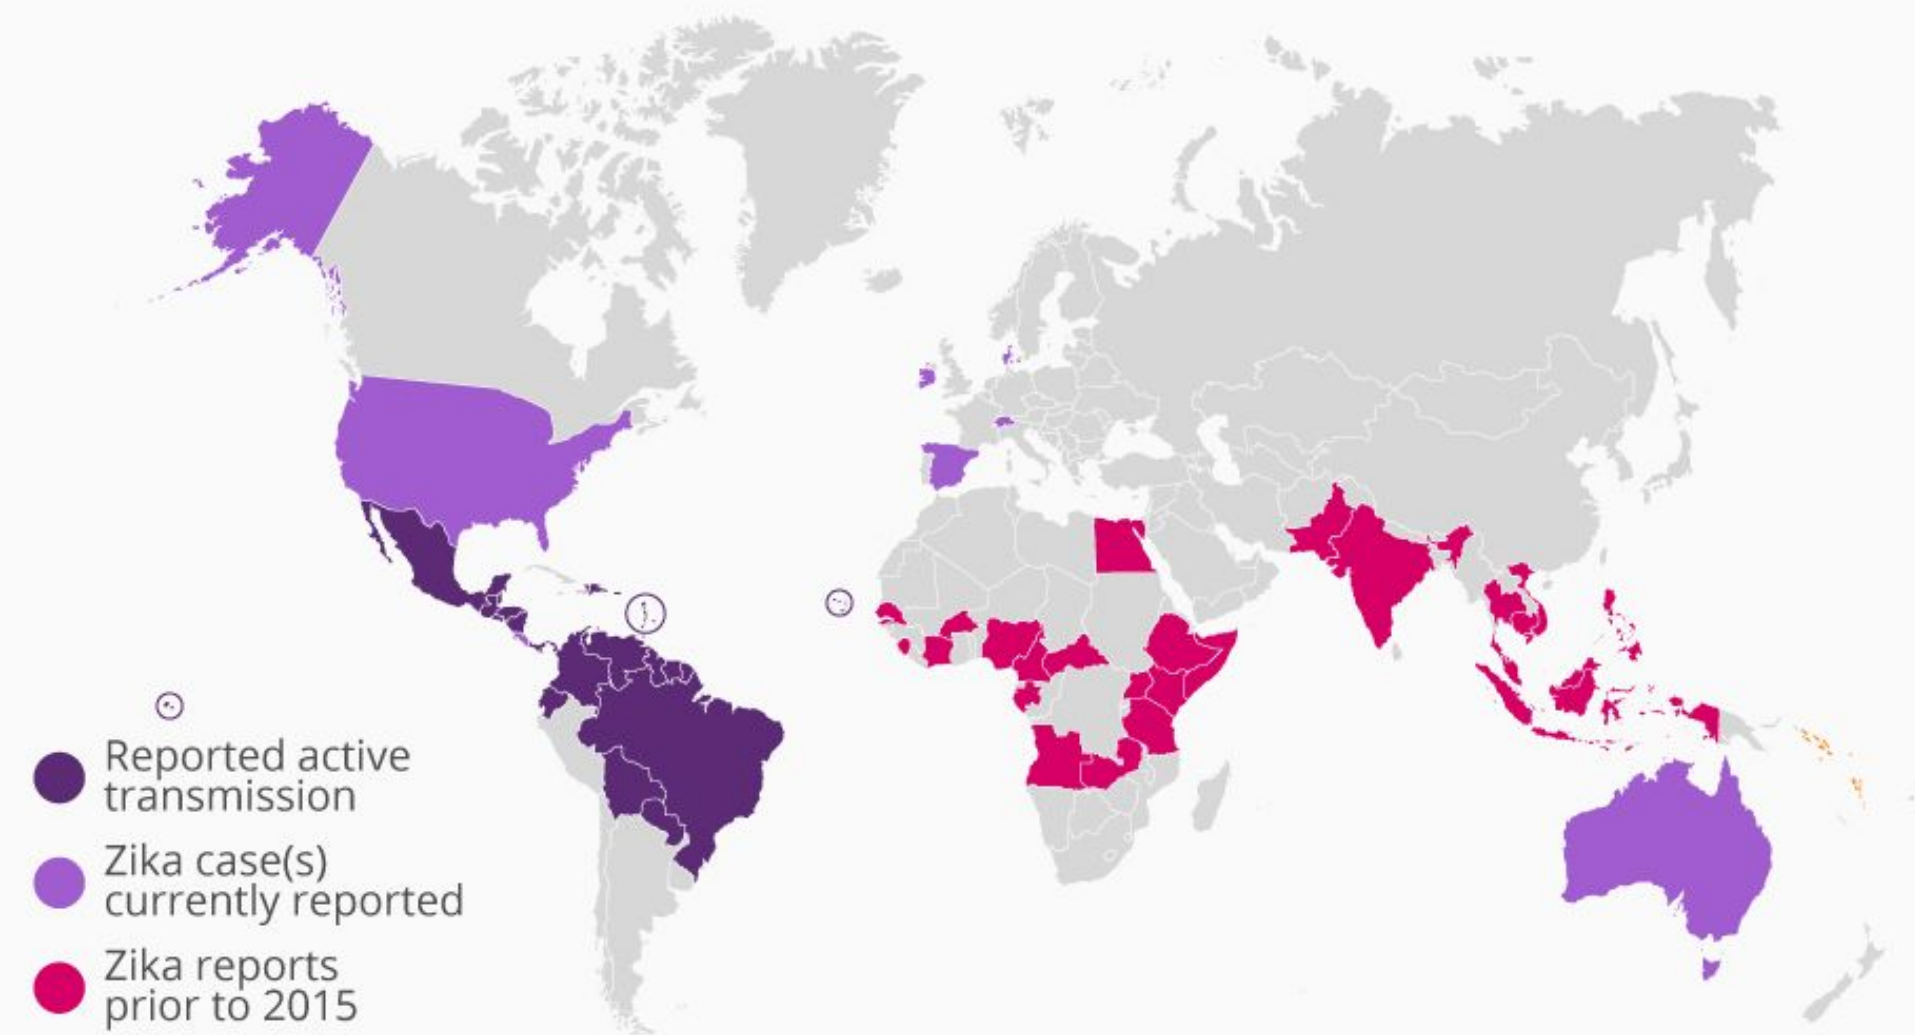 Reported active
transmission
Zika case(s)
currently reported
Zika reports
prior to 2015